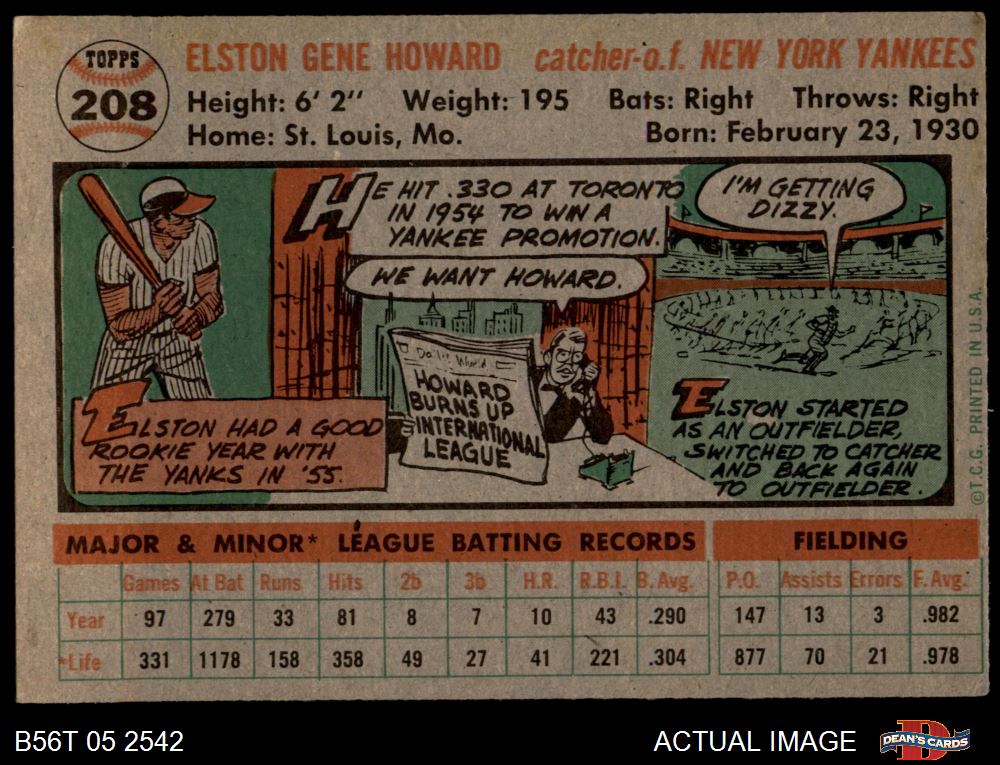 TOPPS
208
ELSTON GENE HOWARD catcher-o.f. NEW YORK YANKEES
Height: 6' 2" Weight: 195 Bats: Right Throws: Right
Home: St. Louis, Mo. Born: February 23, 1930
HE HIT .330 AT TORONTO
IN 1954 TO WIN A
YANKEE PROMOTION.
I'M GETTING
DIZZY.
WE WANT HOWARD.
Daily World
HOWARD
BURNS UP
INTERNATIONAL
LEAGUE
ELSTON HAD A GOOD
ROOKIE YEAR WITH
THE YANKS IN '55.
ELSTON STARTED
AS AN OUTFIELDER,
SWITCHED TO CATCHER
AND BACK AGAIN
TO OUTFIELDER.
©T.C.G. PRINTED IN U.S.A.
MAJOR & MINOR* LEAGUE BATTING RECORDS FIELDING
Games At Bat Runs Hits 2b 3b H.R. R.B.I. B.Avg. P.O. Assists Errors F.Avg.
Year 97 279 33 81 8 7 10 43 .290 147 13 3 .982
*Life 331 1178 158 358 49 27 41 221 .304 877 70 21 .978
B56T 05 2542 ACTUAL IMAGE DEAN'S CARDS